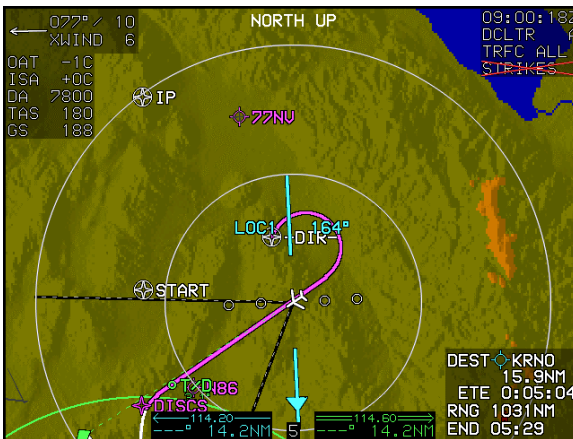 077° / 10
XWIND 6
NORTH UP
09:00:18Z
DCLTR A
TRFC ALL
STRIKES
OAT -1C
ISA +0C
DA 7800
TAS 180
GS 188
IP
77NV
LOC1 164°
-DIR-
START
DEST KRNO
15.9NM
ETE 0:05:04
RNG 1031NM
END 05:29
TXD
N86
DISCS
114.20
---° 14.2NM
5
114.60
---° 14.2NM